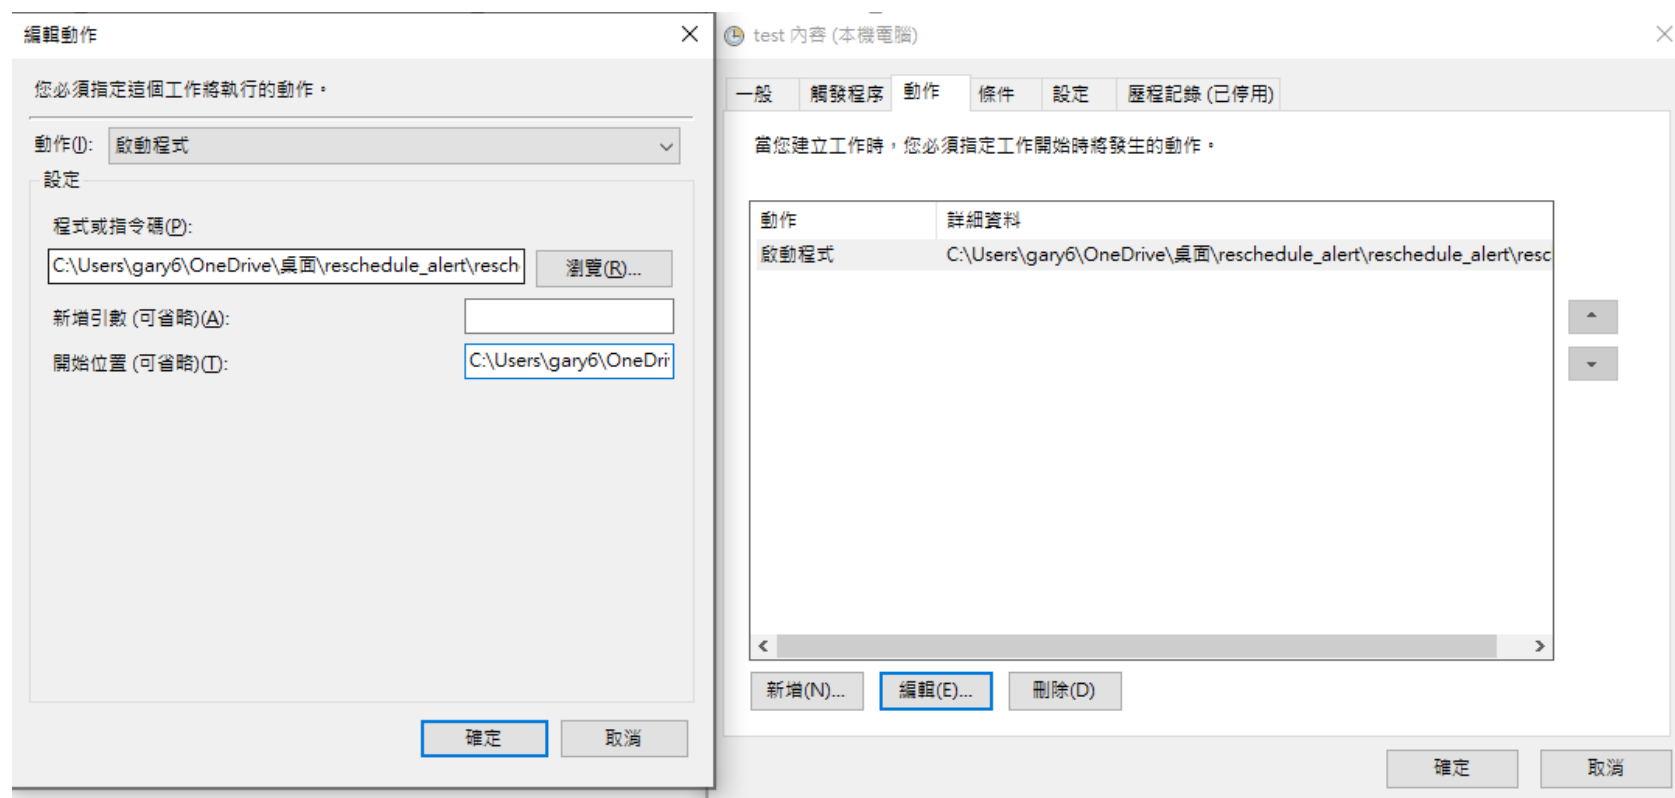 編輯動作
您必須指定這個工作將執行的動作。
動作(I):
啟動程式
設定
程式或指令碼(P):
C:\Users\gary6\OneDrive\桌面\reschedule_alert\resch
瀏覽(R)...
新增引數 (可省略)(A):
開始位置 (可省略)(T):
C:\Users\gary6\OneDri
確定
取消
test 內容 (本機電腦)
一般
觸發程序
動作
條件
設定
歷程記錄 (已停用)
當您建立工作時，您必須指定工作開始時將發生的動作。
動作
詳細資料
啟動程式
C:\Users\gary6\OneDrive\桌面\reschedule_alert\reschedule_alert\resc
新增(N)...
編輯(E)...
刪除(D)
確定
取消